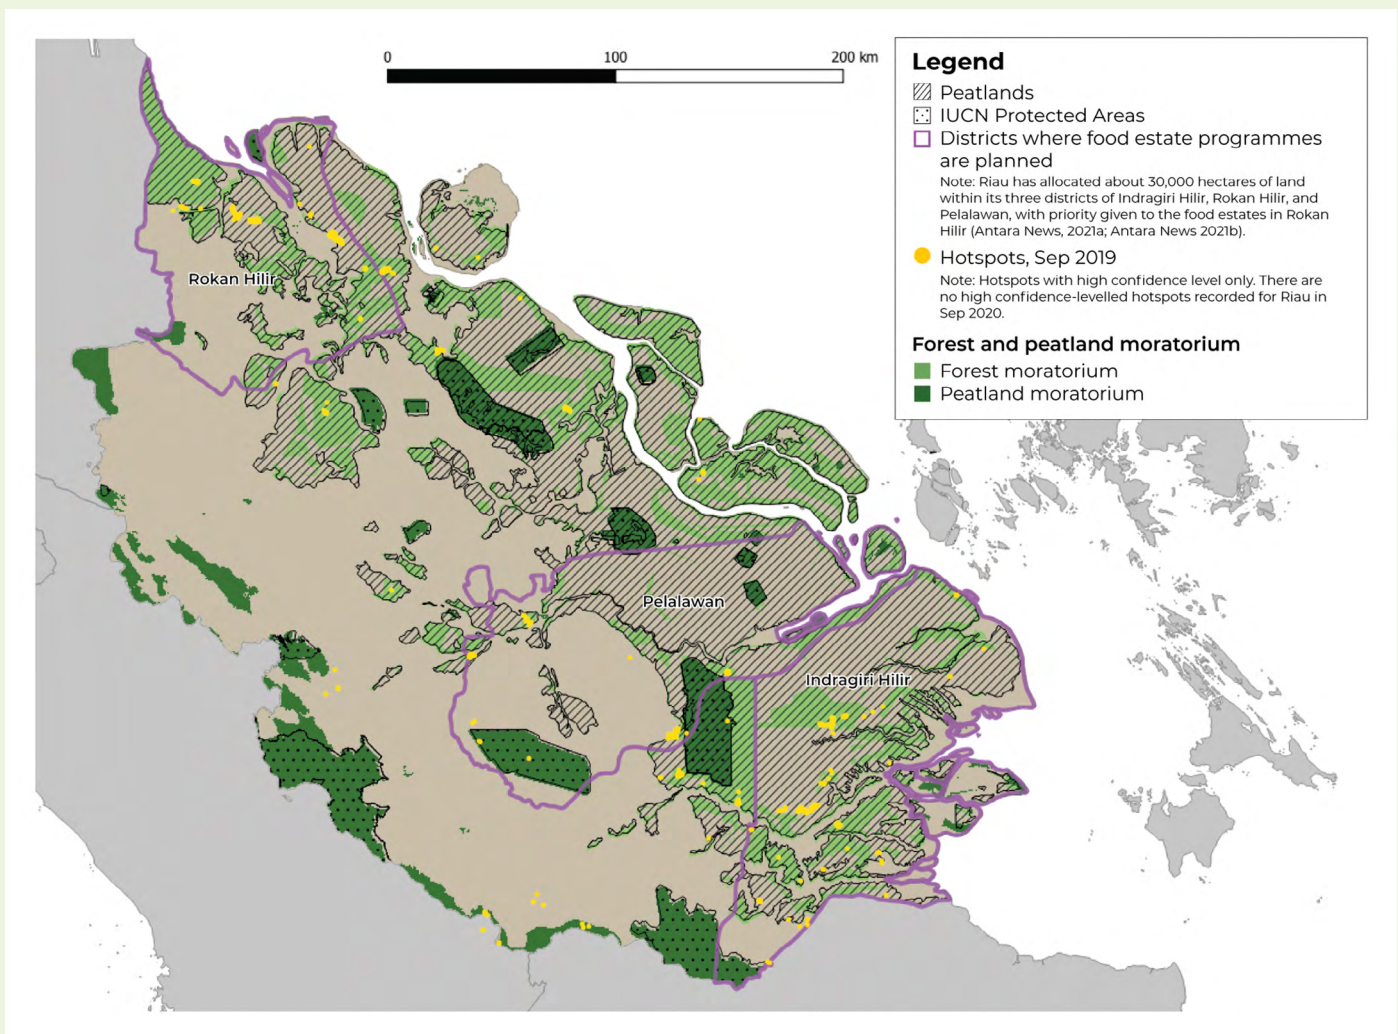 0 100 200 km
Legend
Peatlands
IUCN Protected Areas
Districts where food estate programmes
are planned
Note: Riau has allocated about 30,000 hectares of land
within its three districts of Indragiri Hilir, Rokan Hilir, and
Pelalawan, with priority given to the food estates in Rokan
Hilir (Antara News, 2021a; Antara News 2021b).
Hotspots, Sep 2019
Note: Hotspots with high confidence level only. There are
no high confidence-levelled hotspots recorded for Riau in
Sep 2020.
Forest and peatland moratorium
Forest moratorium
Peatland moratorium
Rokan Hilir
Pelalawan
Indragiri Hilir